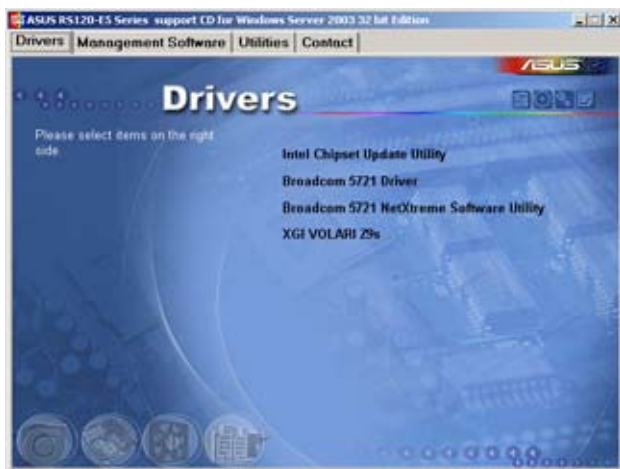 ASUS RS120-E5 Series support CD for Windows Server 2003 32 bit Edition
Drivers Management Software Utilities Contact
ASUS
Drivers
Please select items on the right
side.
Intel Chipset Update Utility
Broadcom 5721 Driver
Broadcom 5721 NetXtreme Software Utility
XGI VOLARI Z9s